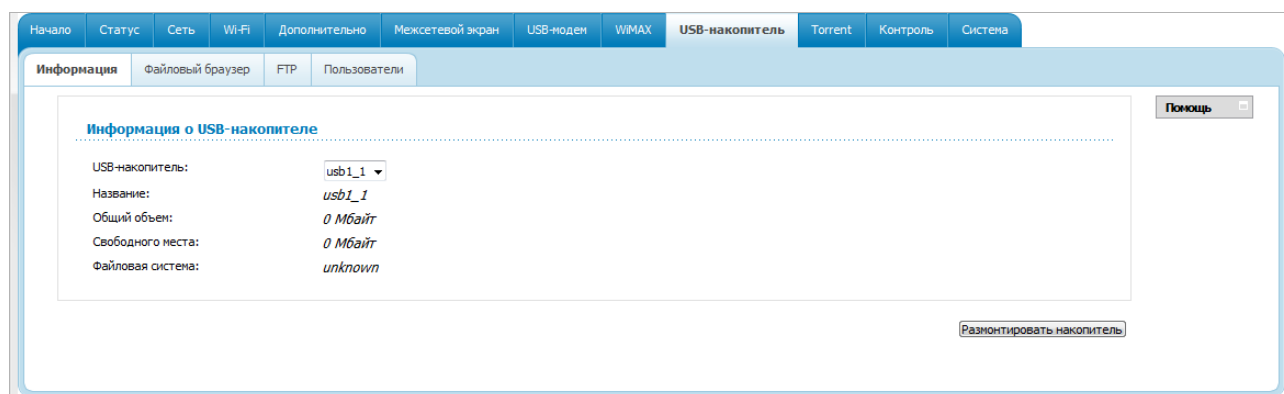 Начало Статус Сеть Wi-Fi Дополнительно Межсетевой экран USB-модем WiMAX USB-накопитель Torrent Контроль Система
Информация Файловый браузер FTP Пользователи
Помощь
Информация о USB-накопителе
USB-накопитель: usb1_1
Название: usb1_1
Общий объем: 0 Мбайт
Свободного места: 0 Мбайт
Файловая система: unknown
Размонтировать накопитель